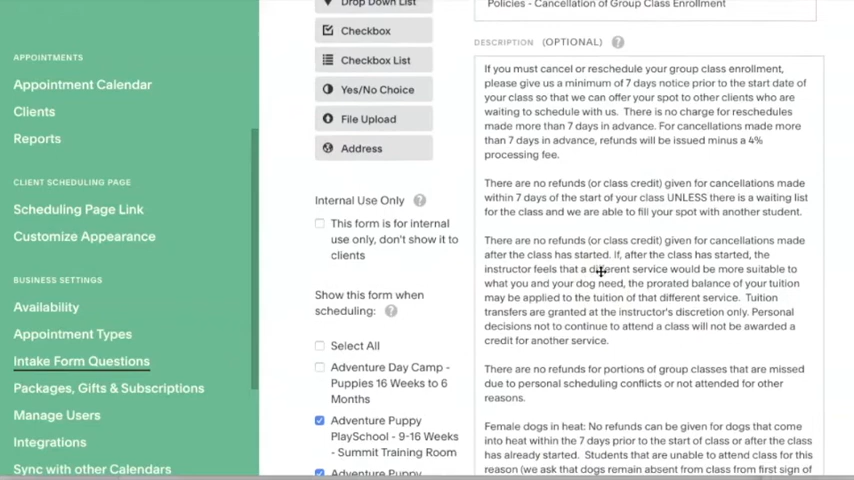 APPOINTMENTS
Appointment Calendar
Clients
Reports
CLIENT SCHEDULING PAGE
Scheduling Page Link
Customize Appearance
BUSINESS SETTINGS
Availability
Appointment Types
Intake Form Questions
Packages, Gifts & Subscriptions
Manage Users
Integrations
Sync with other Calendars
Drop Down List
Checkbox
Checkbox List
Yes/No Choice
File Upload
Address
Internal Use Only ?
This form is for internal
use only, don't show it to
clients
Show this form when
scheduling: ?
Select All
Adventure Day Camp -
Puppies 16 Weeks to 6
Months
Adventure Puppy
PlaySchool - 9-16 Weeks
- Summit Training Room
Adventure Puppy
Policies - Cancellation of Group Class Enrollment
DESCRIPTION (OPTIONAL) ?
If you must cancel or reschedule your group class enrollment,
please give us a minimum of 7 days notice prior to the start date of
your class so that we can offer your spot to other clients who are
waiting to schedule with us. There is no charge for reschedules
made more than 7 days in advance. For cancellations made more
than 7 days in advance, refunds will be issued minus a 4%
processing fee.
There are no refunds (or class credit) given for cancellations made
within 7 days of the start of your class UNLESS there is a waiting list
for the class and we are able to fill your spot with another student.
There are no refunds (or class credit) given for cancellations made
after the class has started. If, after the class has started, the
instructor feels that a different service would be more suitable to
what you and your dog need, the prorated balance of your tuition
may be applied to the tuition of that different service. Tuition
transfers are granted at the instructor's discretion only. Personal
decisions not to continue to attend a class will not be awarded a
credit for another service.
There are no refunds for portions of group classes that are missed
due to personal scheduling conflicts or not attended for other
reasons.
Female dogs in heat: No refunds can be given for dogs that come
into heat within the 7 days prior to the start of class or after the class
has already started. Students that are unable to attend class for this
reason (we ask that dogs remain absent from class from first sign of